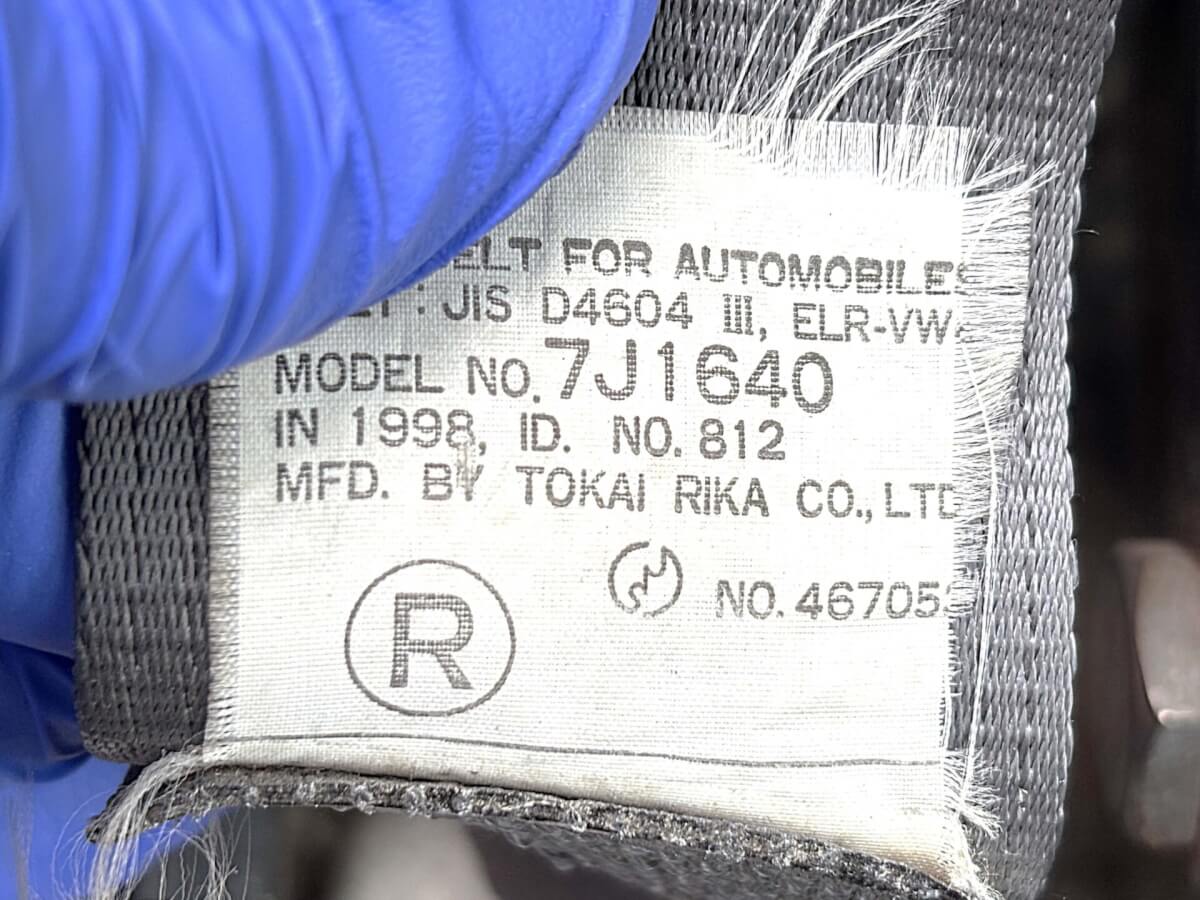 FOR AUTOMOBILES
: JIS D4604 III, ELR-VW
MODEL NO. 7J1640
IN 1998, ID. NO. 812
MFD. BY TOKAI RIKA CO., LTD
NO. 46705
R